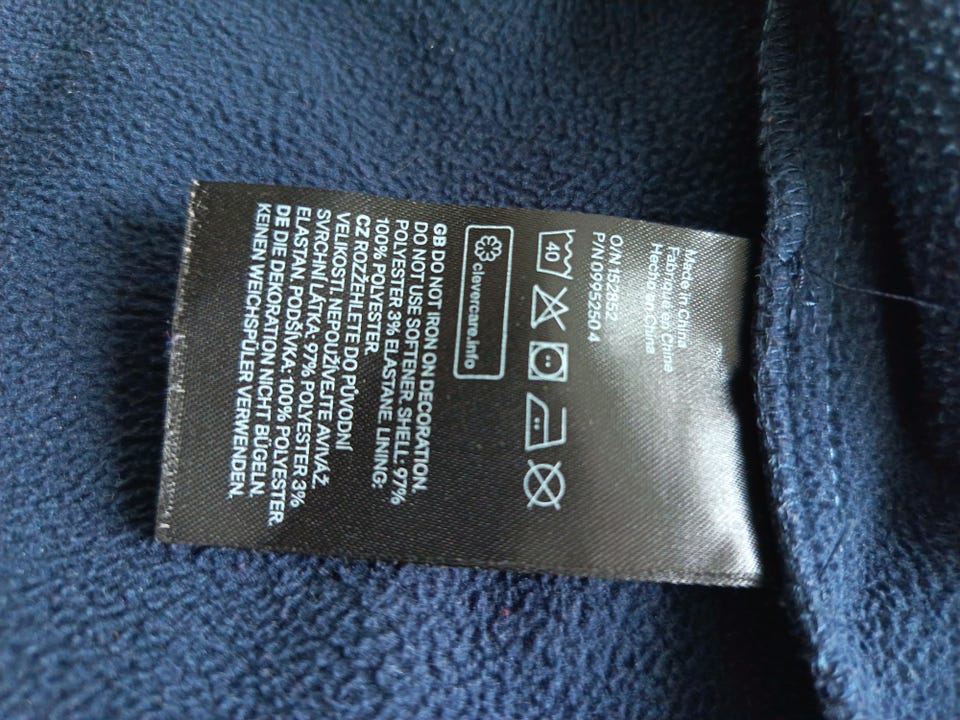 Made in China
Fabriqué en Chine
Hecho en China
O/N 152852
P/N 0995250 4
40
clevercare.info
GB DO NOT IRON ON DECORATION.
DO NOT USE SOFTENER. SHELL: 97%
POLYESTER 3% ELASTANE. LINING:
100% POLYESTER.
CZ ROZŽEHLETE DO PŮVODNÍ
VELIKOSTI, NEPOUŽÍVEJTE AVIVÁŽ.
SVRCHNÍ LÁTKA: 97% POLYESTER 3%
ELASTAN, PODŠÍVKA: 100% POLYESTER.
DE DIE DEKORATION NICHT BÜGELN.
KEINEN WEICHSPÜLER VERWENDEN.